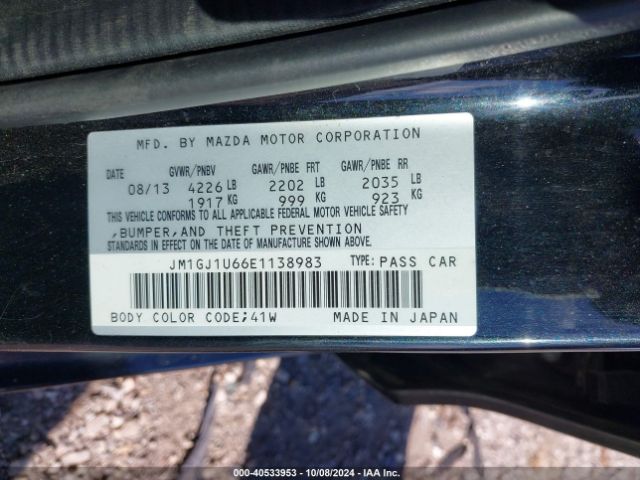 MFD. BY MAZDA MOTOR CORPORATION
DATE GVWR/PNBV GAWR/PNBE FRT GAWR/PNBE RR
08/13 4226 LB 2202 LB 2035 LB
1917 KG 999 KG 923 KG
THIS VEHICLE CONFORMS TO ALL APPLICABLE FEDERAL MOTOR VEHICLE SAFETY
,BUMPER,AND THEFT PREVENTION
STANDARDS IN EFFECT ON THE DATE OF MANUFACTURE SHOWN ABOVE.
JM1GJ1U66E1138983 TYPE: PASS CAR
BODY COLOR CODE;41W MADE IN JAPAN
000-40533953 - 10/08/2024 - IAA Inc.